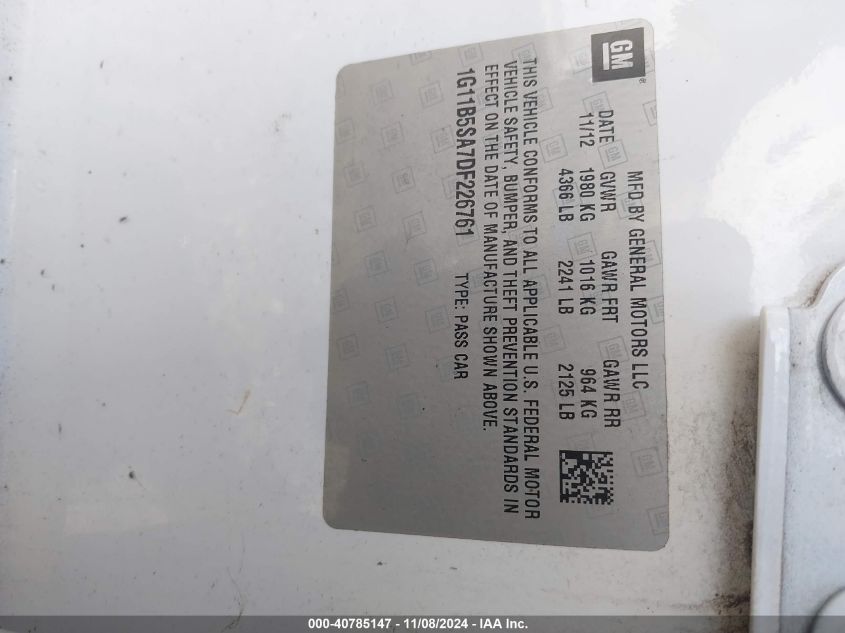 GM
MFD BY GENERAL MOTORS LLC
DATE GVWR GAWR FRT GAWR RR
11/12 1980 KG 1016 KG 964 KG
4366 LB 2241 LB 2125 LB
THIS VEHICLE CONFORMS TO ALL APPLICABLE U.S. FEDERAL MOTOR
VEHICLE SAFETY, BUMPER, AND THEFT PREVENTION STANDARDS IN
EFFECT ON THE DATE OF MANUFACTURE SHOWN ABOVE.
1G11B5SA7DF226761 TYPE: PASS CAR
000-40785147 - 11/08/2024 - IAA Inc.